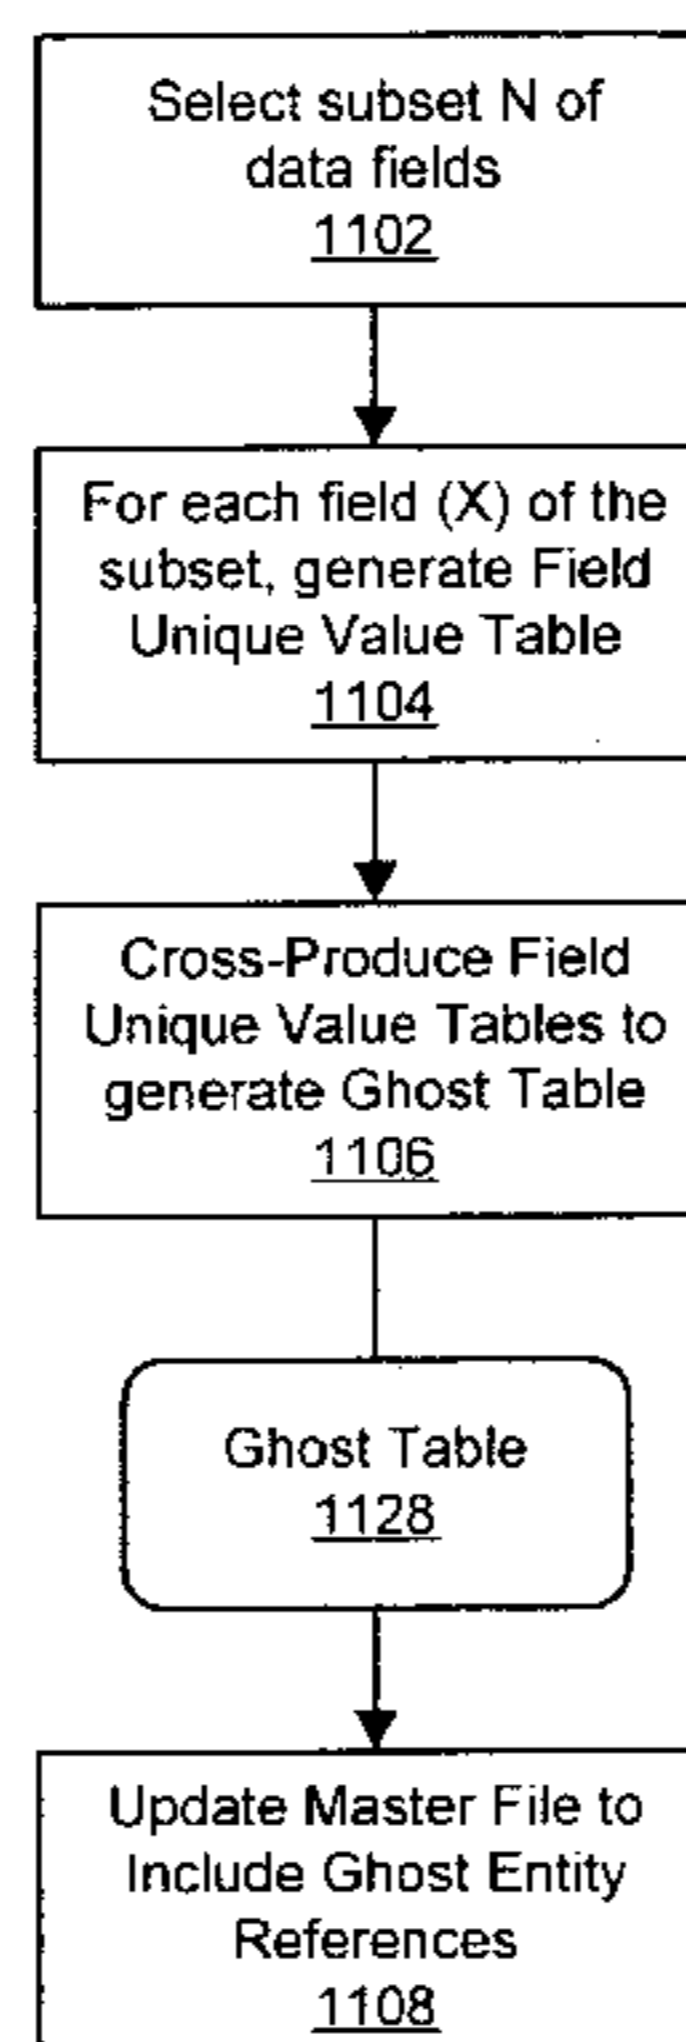 Select subset N of
data fields
1102
For each field (X) of the
subset, generate Field
Unique Value Table
1104
Cross-Produce Field
Unique Value Tables to
generate Ghost Table
1106
Ghost Table
1128
Update Master File to
Include Ghost Entity
References
1108